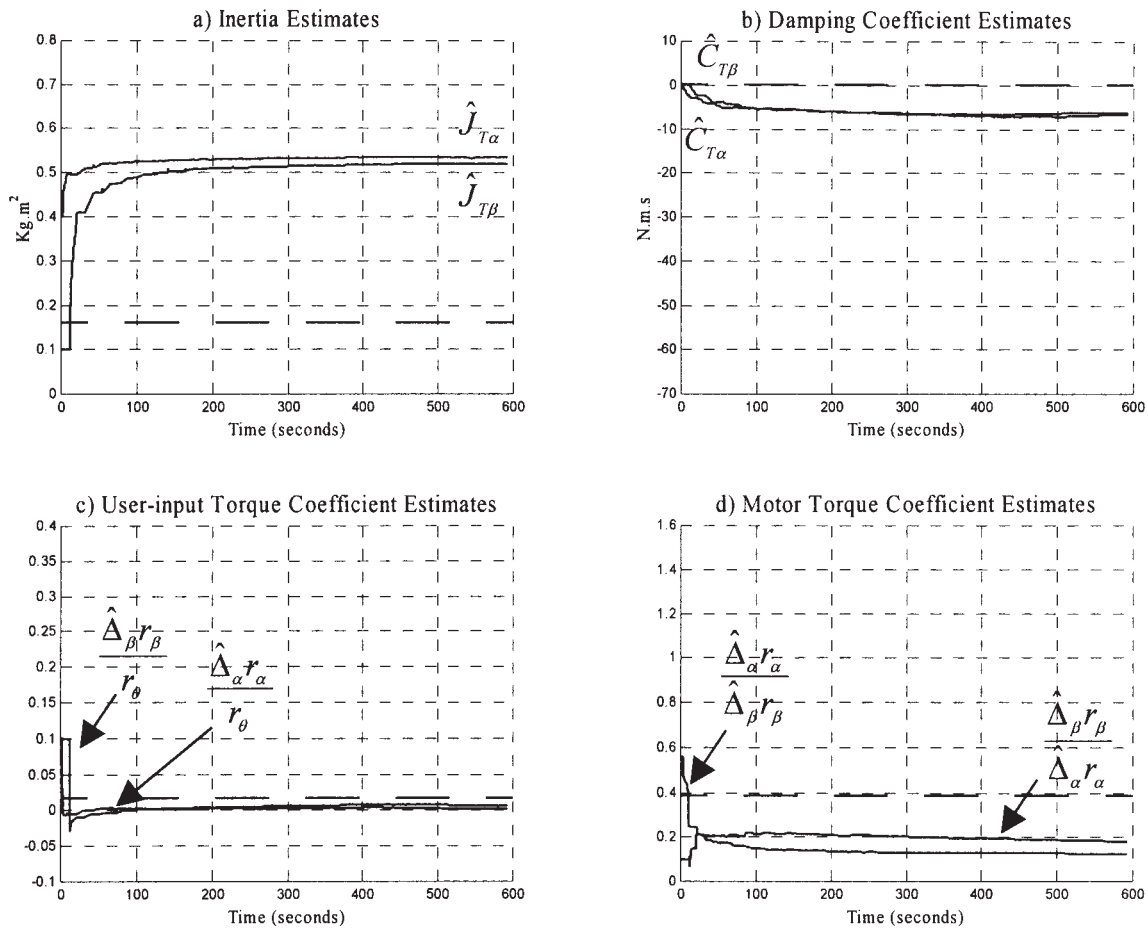 a) Inertia Estimates
0.8
0.7
0.6
0.5
0.4
0.3
0.2
0.1
0
Kg.m²
Ĵ_Tα
Ĵ_Tβ
0 100 200 300 400 500 600
Time (seconds)
b) Damping Coefficient Estimates
10
0
-10
-20
-30
-40
-50
-60
-70
N.m.s
Ĉ_Tβ
Ĉ_Tα
0 100 200 300 400 500 600
Time (seconds)
c) User-input Torque Coefficient Estimates
0.4
0.35
0.3
0.25
0.2
0.15
0.1
0.05
0
-0.05
-0.1
Δ̂_β r_β
r_θ
Δ̂_α r_α
r_θ
0 100 200 300 400 500 600
Time (seconds)
d) Motor Torque Coefficient Estimates
1.6
1.4
1.2
1
0.8
0.6
0.4
0.2
0
Δ̂_α r_α
Δ̂_β r_β
Δ̂_β r_β
Δ̂_α r_α
0 100 200 300 400 500 600
Time (seconds)